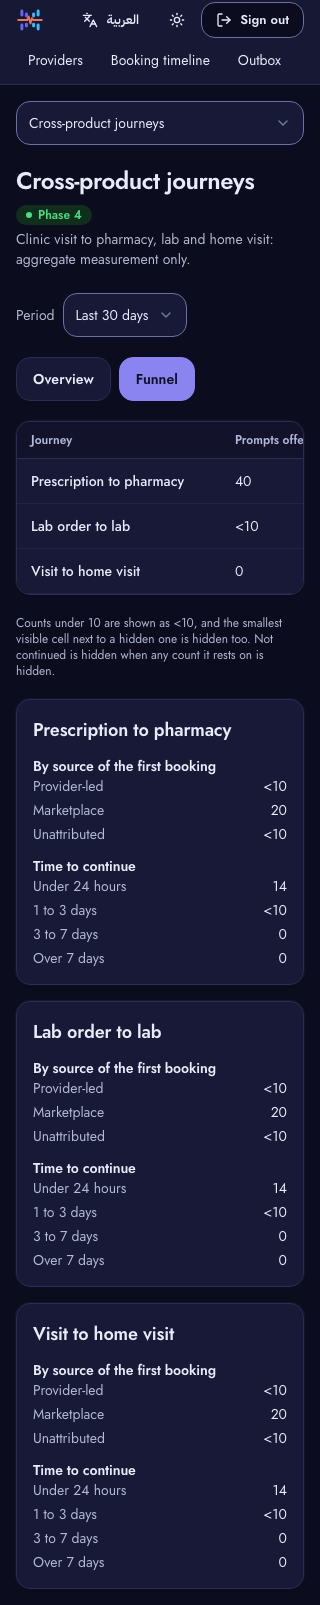 العربية
Sign out
Providers
Booking timeline
Outbox
Cross-product journeys
Cross-product journeys
Phase 4
Clinic visit to pharmacy, lab and home visit:
aggregate measurement only.
Period
Last 30 days
Overview
Funnel
Journey
Prompts offe
Prescription to pharmacy
40
Lab order to lab
<10
Visit to home visit
0
Counts under 10 are shown as <10, and the smallest
visible cell next to a hidden one is hidden too. Not
continued is hidden when any count it rests on is
hidden.
Prescription to pharmacy
By source of the first booking
Provider-led <10
Marketplace 20
Unattributed <10
Time to continue
Under 24 hours 14
1 to 3 days <10
3 to 7 days 0
Over 7 days 0
Lab order to lab
By source of the first booking
Provider-led <10
Marketplace 20
Unattributed <10
Time to continue
Under 24 hours 14
1 to 3 days <10
3 to 7 days 0
Over 7 days 0
Visit to home visit
By source of the first booking
Provider-led <10
Marketplace 20
Unattributed <10
Time to continue
Under 24 hours 14
1 to 3 days <10
3 to 7 days 0
Over 7 days 0